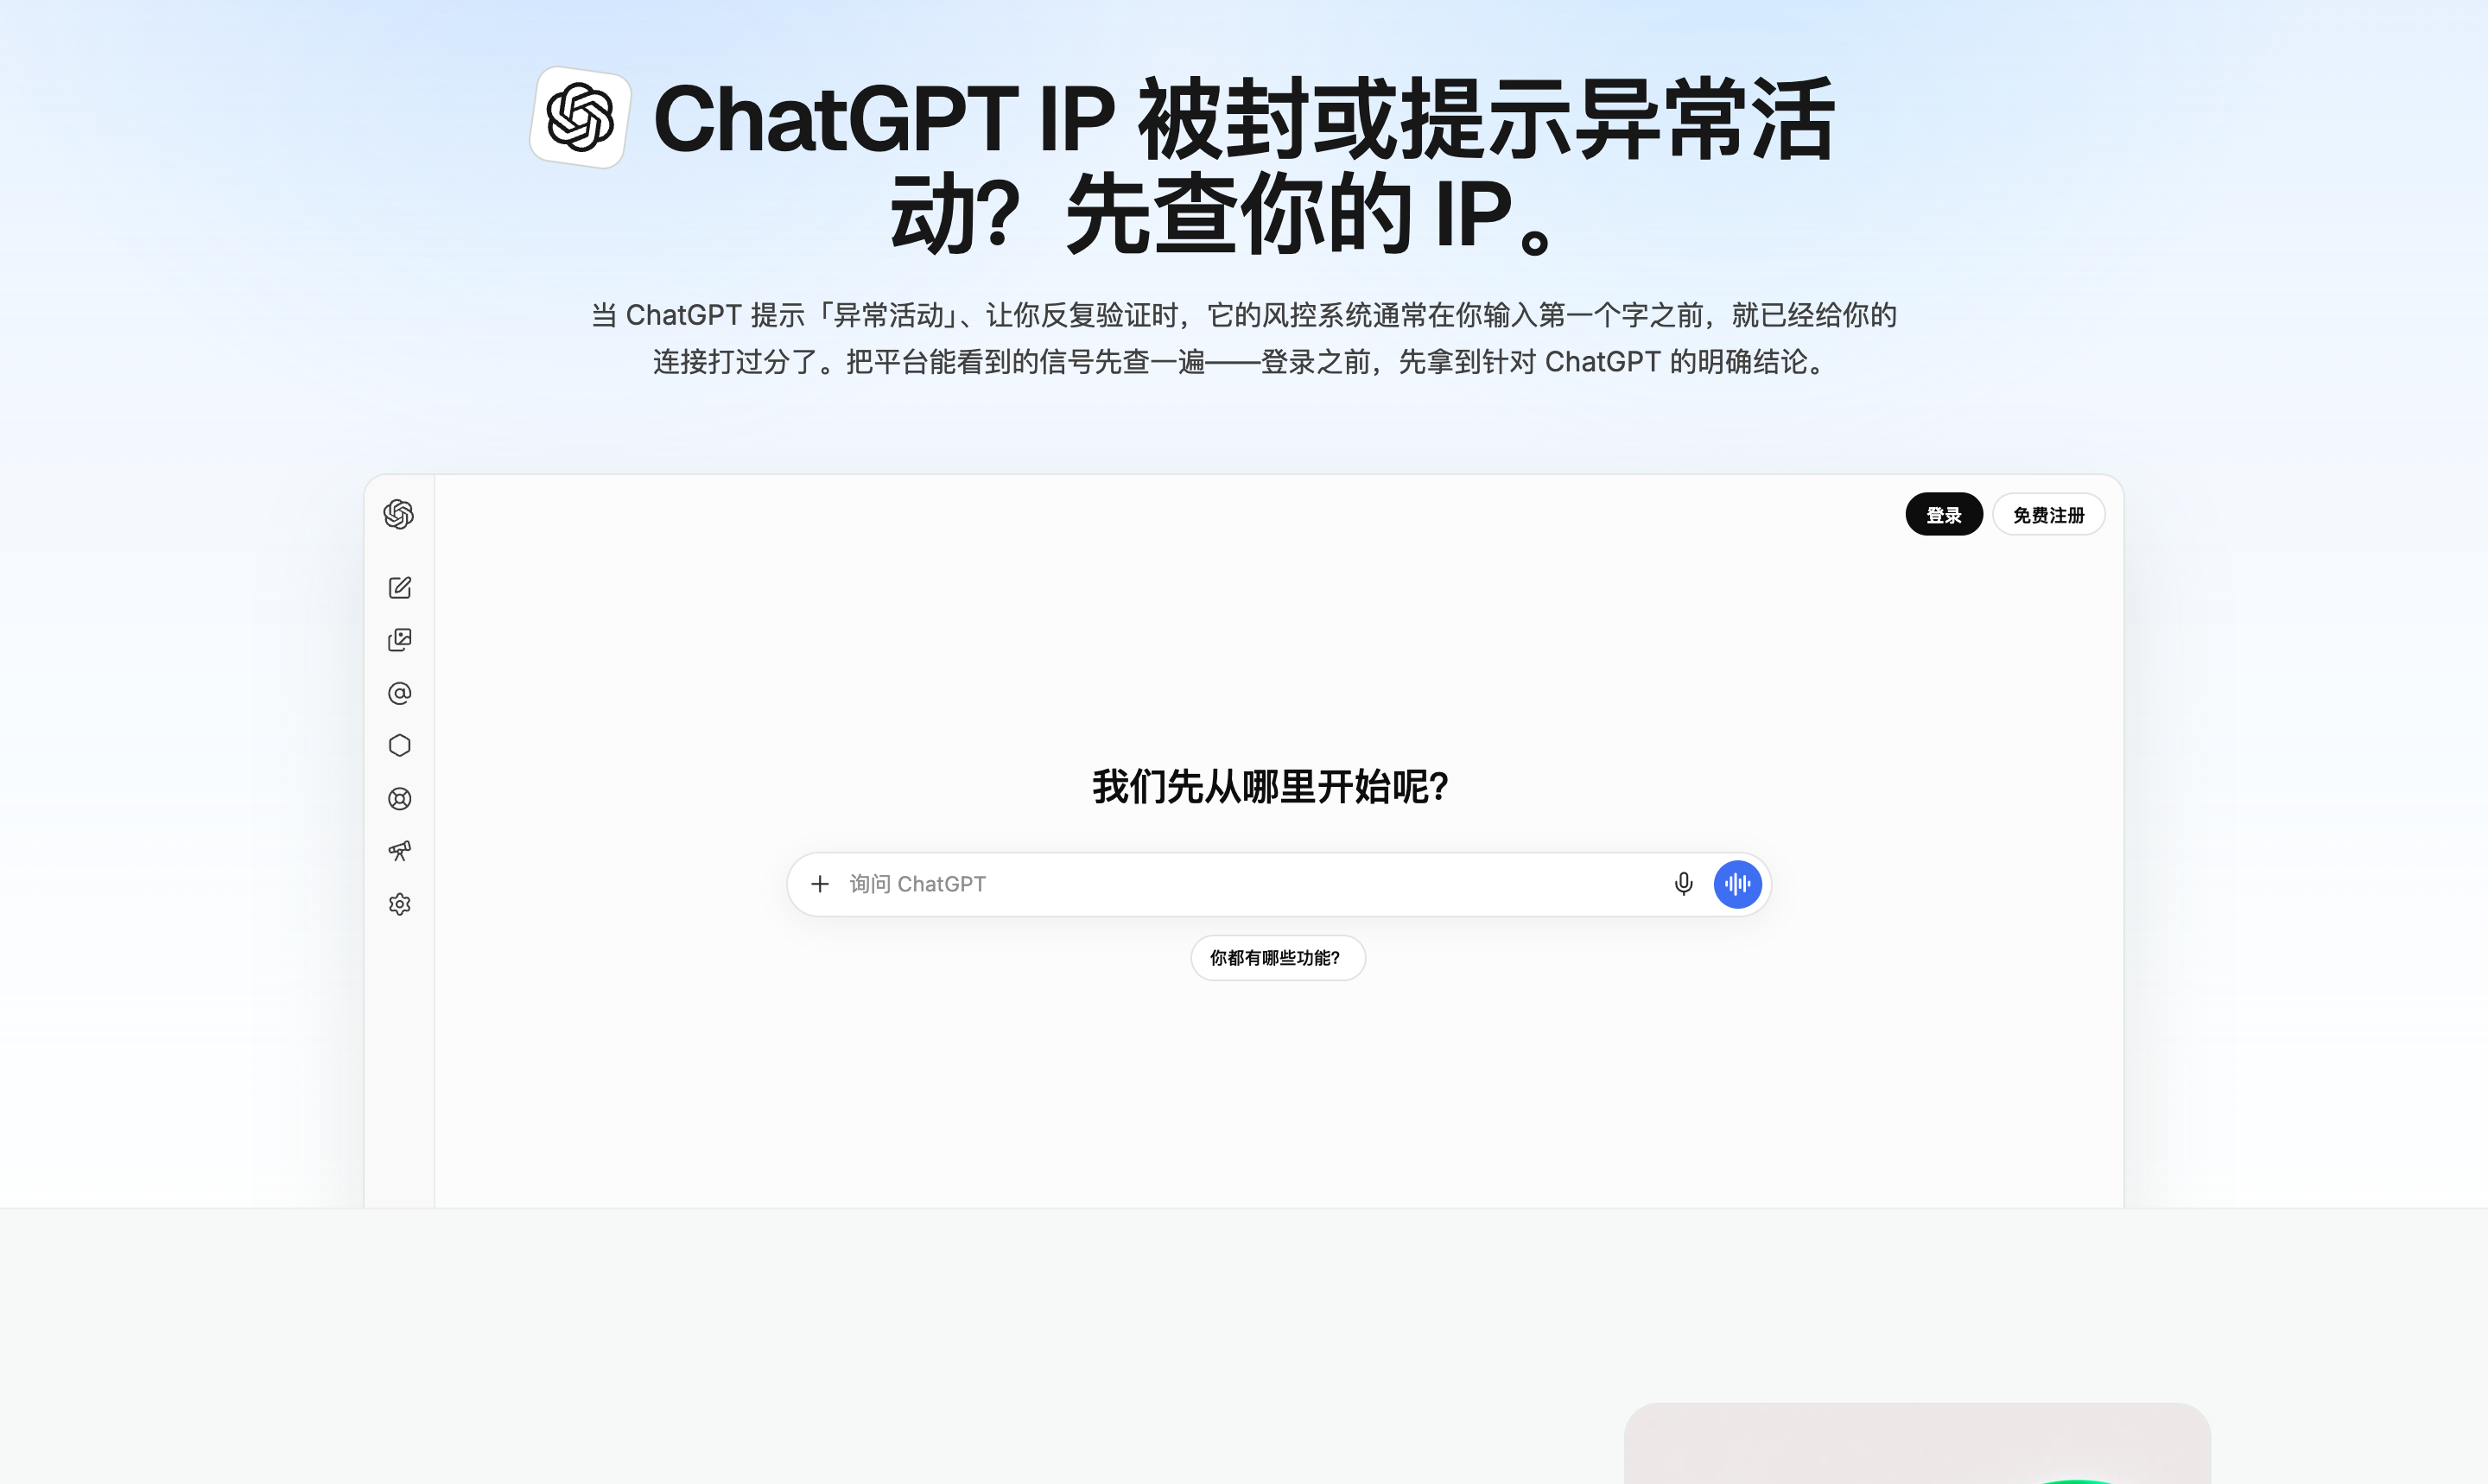 ChatGPT IP 被封或提示异常活
动？先查你的 IP。
当 ChatGPT 提示「异常活动」、让你反复验证时，它的风控系统通常在你输入第一个字之前，就已经给你的
连接打过分了。把平台能看到的信号先查一遍——登录之前，先拿到针对 ChatGPT 的明确结论。
登录
免费注册
我们先从哪里开始呢？
询问 ChatGPT
你都有哪些功能？